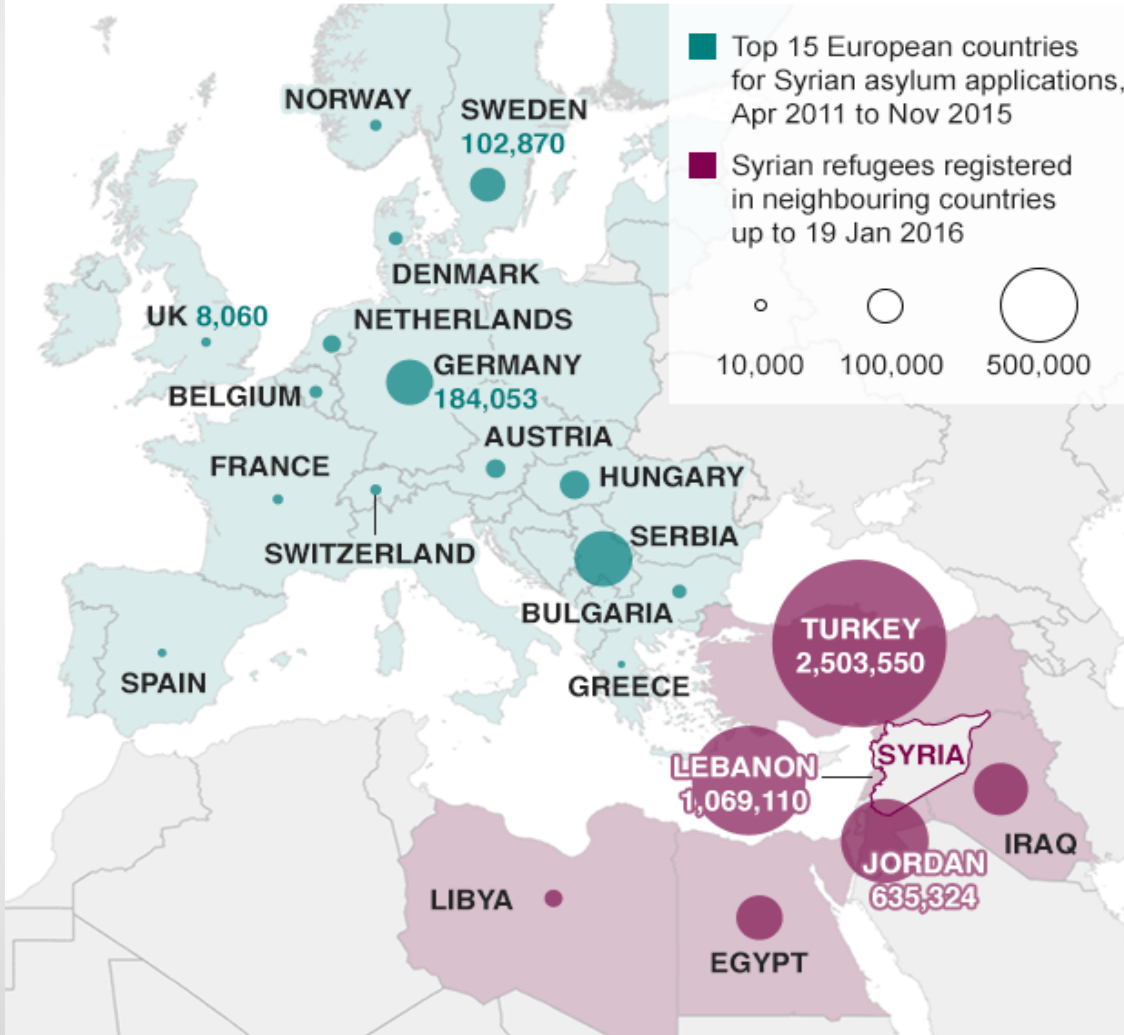 Top 15 European countries
for Syrian asylum applications,
Apr 2011 to Nov 2015
Syrian refugees registered
in neighbouring countries
up to 19 Jan 2016
10,000 100,000 500,000
NORWAY
SWEDEN
102,870
DENMARK
UK 8,060
NETHERLANDS
GERMANY
184,053
BELGIUM
AUSTRIA
FRANCE
HUNGARY
SWITZERLAND
SERBIA
BULGARIA
SPAIN
GREECE
TURKEY
2,503,550
SYRIA
LEBANON
1,069,110
IRAQ
JORDAN
635,324
LIBYA
EGYPT